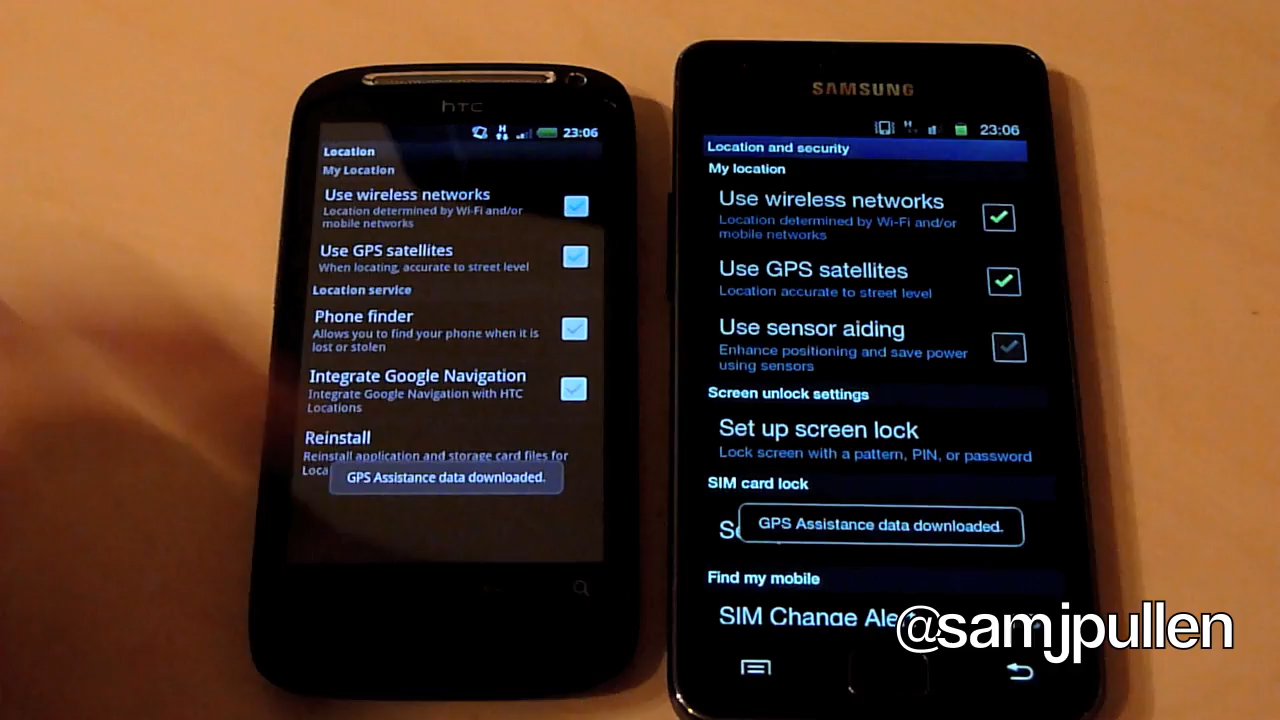 hTC
H
23:06
Location
My Location
Use wireless networks
Location determined by Wi-Fi and/or
mobile networks
Use GPS satellites
When locating, accurate to street level
Location service
Phone finder
Allows you to find your phone when it is
lost or stolen
Integrate Google Navigation
Integrate Google Navigation with HTC
Locations
Reinstall
Reinstall application and storage card files for
Loca
GPS Assistance data downloaded.
SAMSUNG
H
23:06
Location and security
My location
Use wireless networks
Location determined by Wi-Fi and/or
mobile networks
Use GPS satellites
Location accurate to street level
Use sensor aiding
Enhance positioning and save power
using sensors
Screen unlock settings
Set up screen lock
Lock screen with a pattern, PIN, or password
SIM card lock
Se
GPS Assistance data downloaded.
Find my mobile
SIM Change Aler
@samjpullen